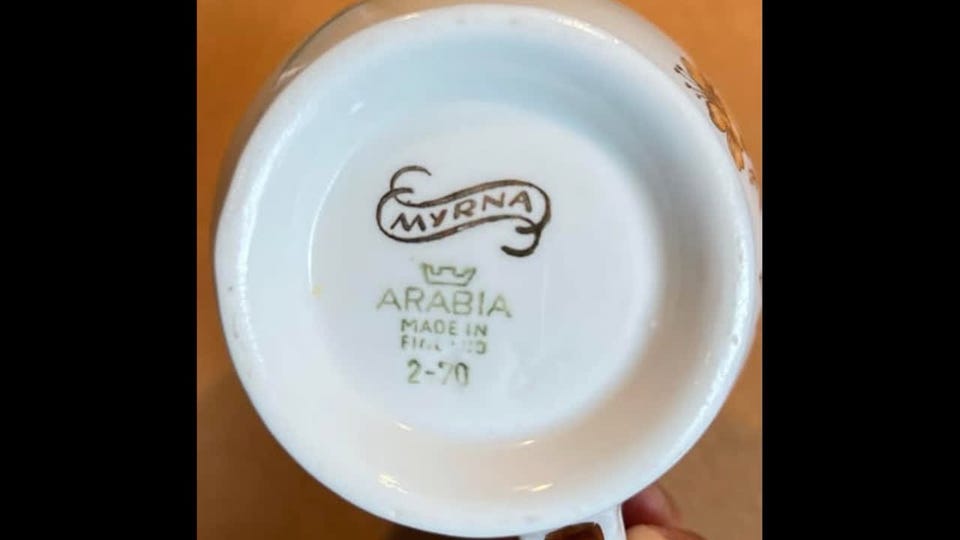 MYRNA
ARABIA
MADE IN
FINLAND
2-70